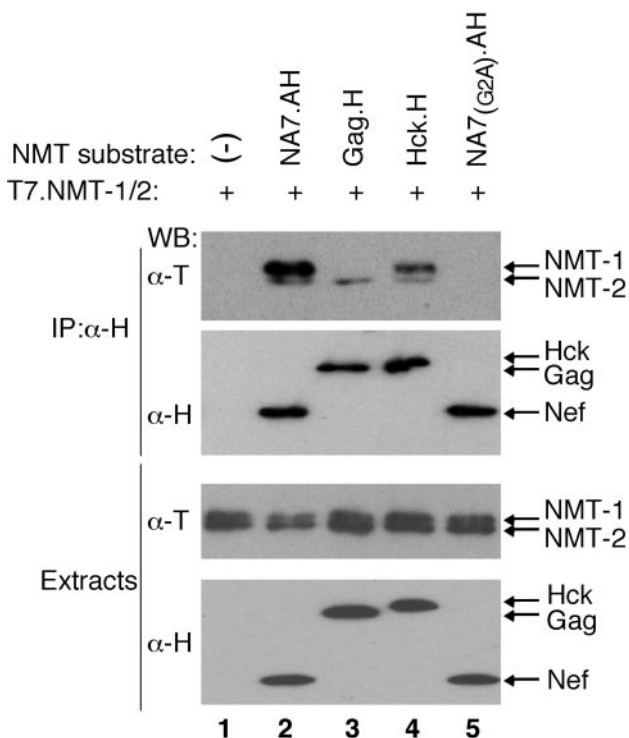 NMT substrate: (-) NA7.AH Gag.H Hck.H NA7(G2A).AH
T7.NMT-1/2: + + + + +
WB:
IP:α-H
α-T
NMT-1
NMT-2
α-H
Hck
Gag
Nef
Extracts
α-T
NMT-1
NMT-2
α-H
Hck
Gag
Nef
1 2 3 4 5